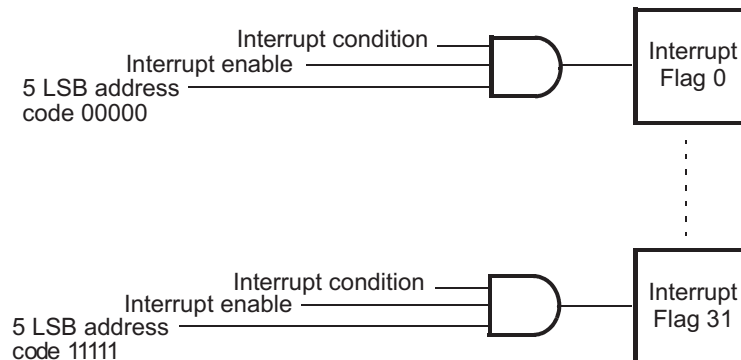 Interrupt condition
Interrupt enable
5 LSB address
code 00000
Interrupt
Flag 0
Interrupt condition
Interrupt enable
5 LSB address
code 11111
Interrupt
Flag 31